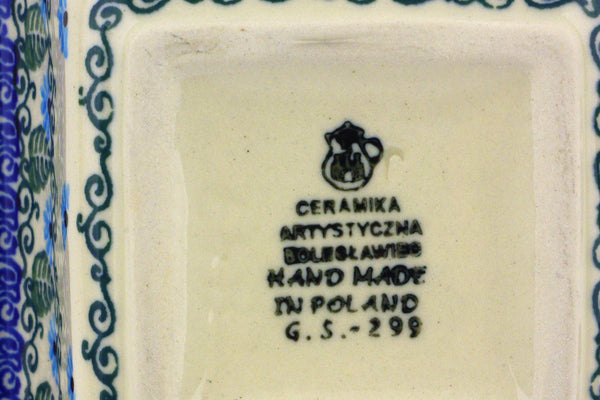 CERAMIKA
ARTYSTYCZNA
BOLESŁAWIEC
HAND MADE
IN POLAND
G.S.-299